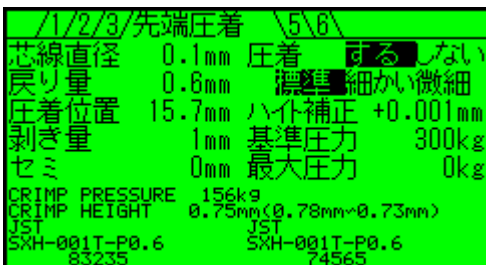 /1/2/3/先端圧着 \5\6\
芯線直径 0.1mm 圧着 する しない
戻り量 0.6mm 標準 細かい 微細
圧着位置 15.7mm ハイト補正 +0.001mm
剥き量 1mm 基準圧力 300kg
セミ 0mm 最大圧力 0kg
CRIMP PRESSURE 156kg
CRIMP HEIGHT 0.75mm(0.78mm~0.73mm)
JST JST
SXH-001T-P0.6 SXH-001T-P0.6
83235 74565